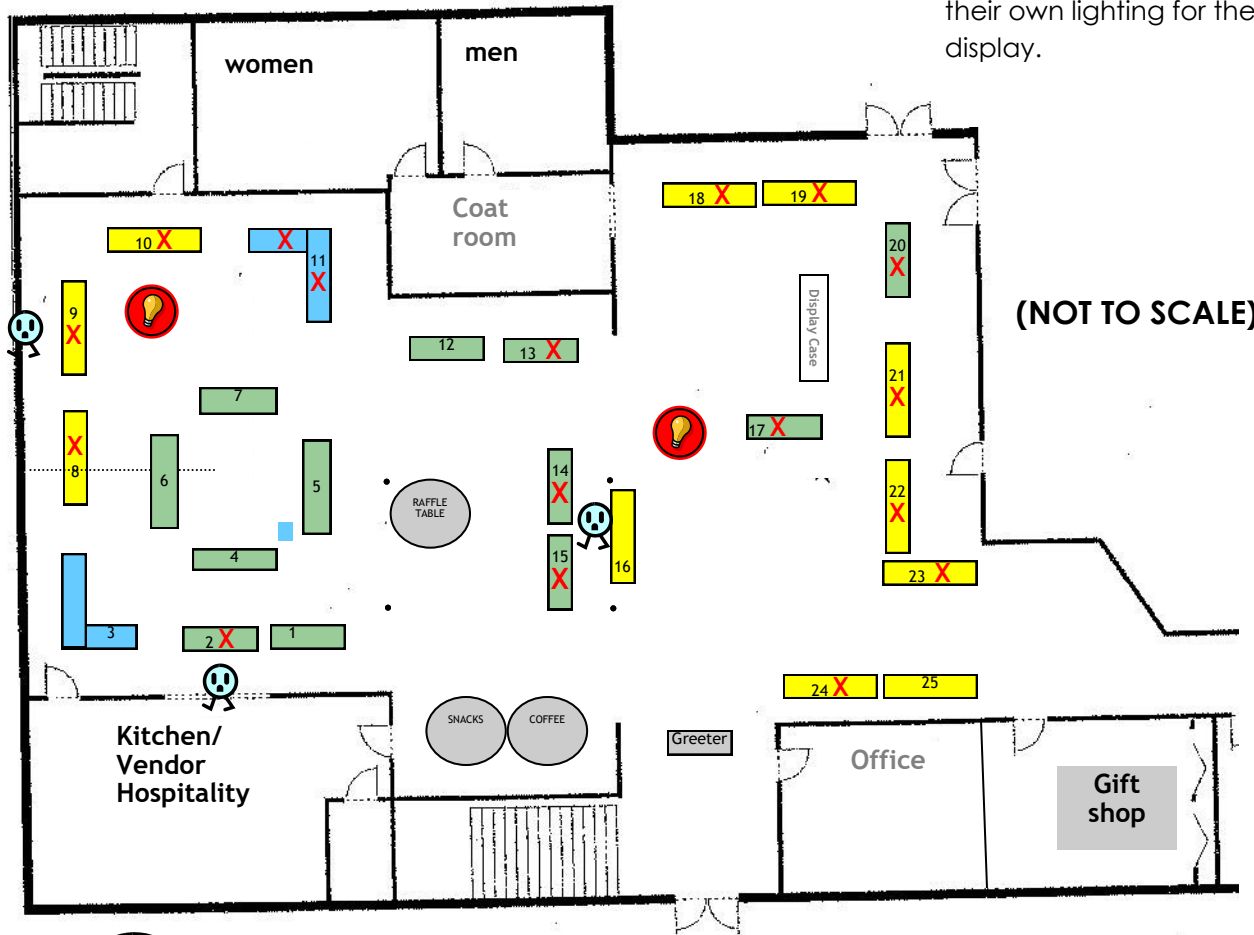 their own lighting for the
display.
women
men
Coat
room
18 X
19 X
10 X
X
11
X
20
X
9
X
Display Case
(NOT TO SCALE)
12
13 X
21
X
7
17 X
X
8
6
5
14
X
22
X
RAFFLE
TABLE
4
15
X
16
23 X
3
2 X
1
24 X
25
SNACKS
COFFEE
Greeter
Kitchen/
Vendor
Hospitality
Office
Gift
shop